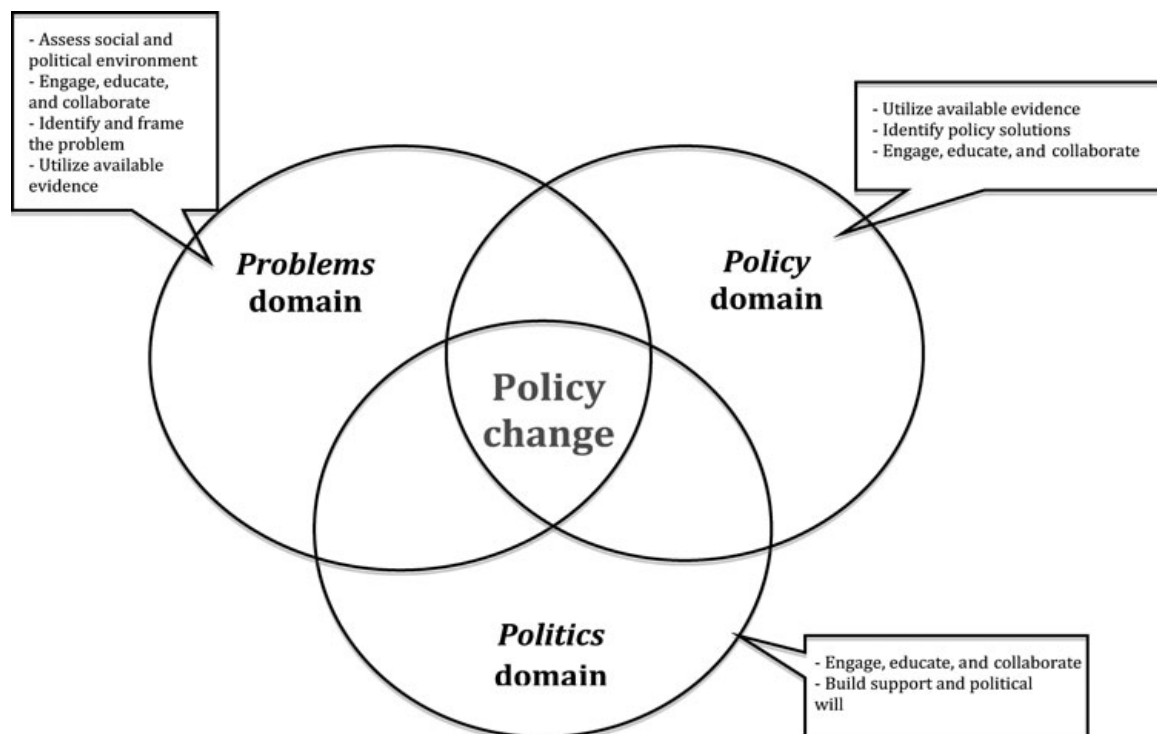 - Assess social and
political environment
- Engage, educate,
and collaborate
- Identify and frame
the problem
- Utilize available
evidence
- Utilize available evidence
- Identify policy solutions
- Engage, educate, and collaborate
Problems
domain
Policy
domain
Policy
change
Politics
domain
- Engage, educate, and collaborate
- Build support and political
will